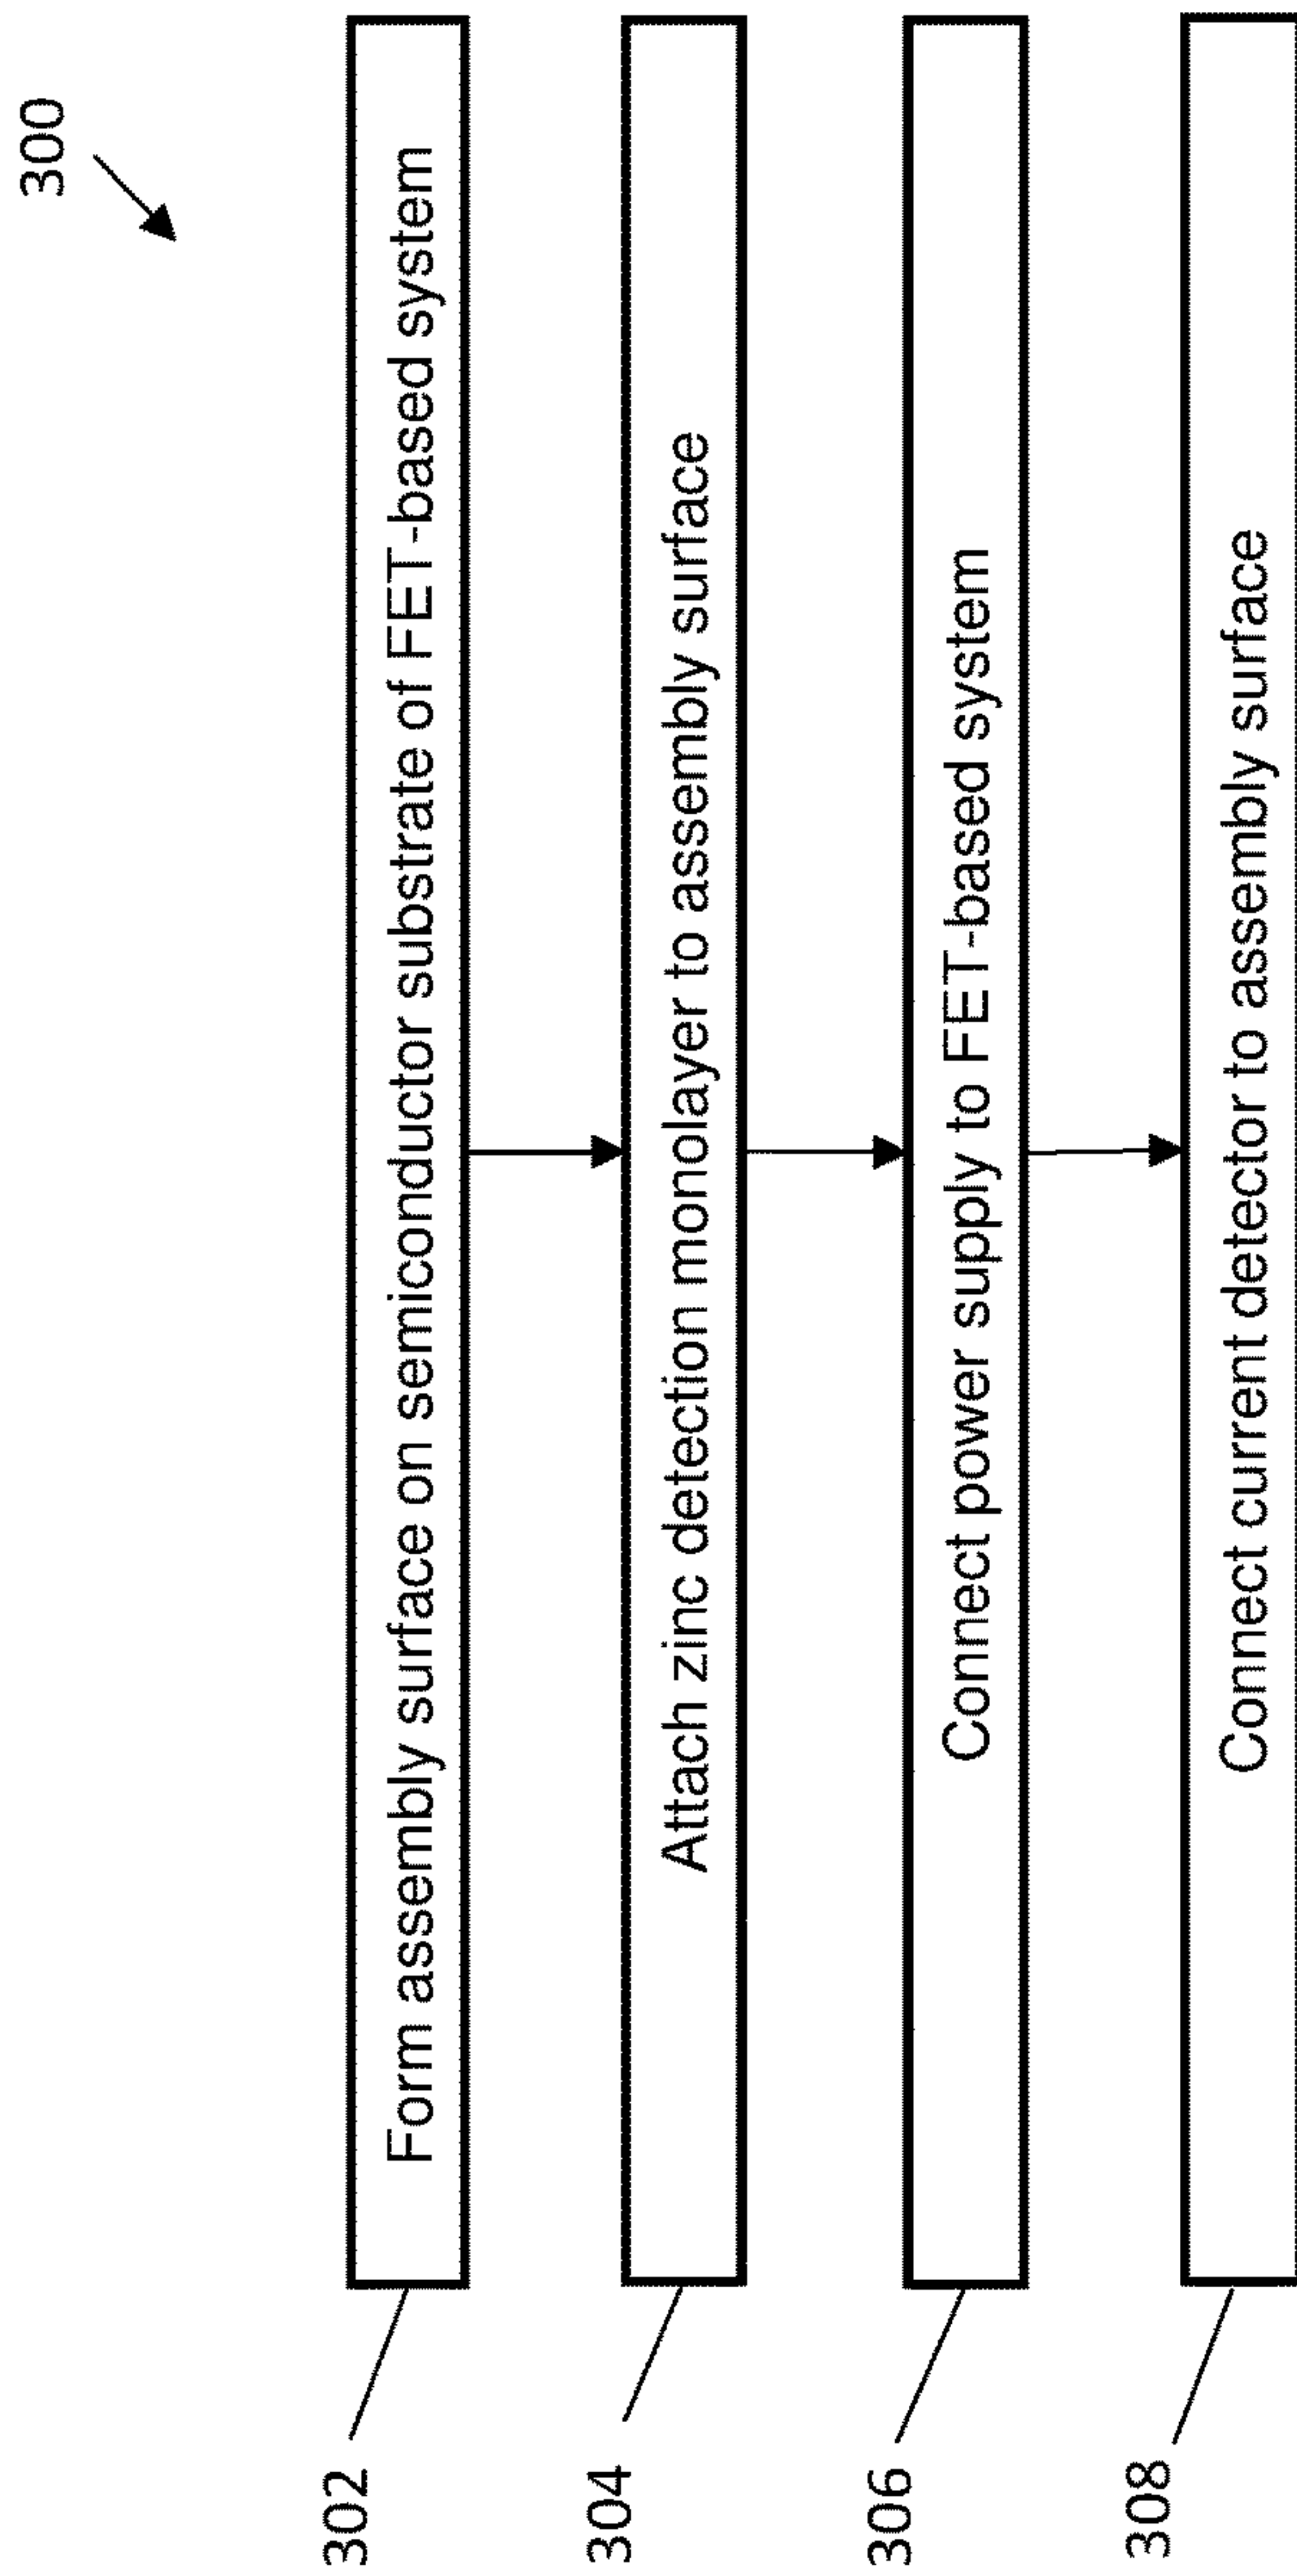 300
302
Form assembly surface on semiconductor substrate of FET-based system
304
Attach zinc detection monolayer to assembly surface
306
Connect power supply to FET-based system
308
Connect current detector to assembly surface